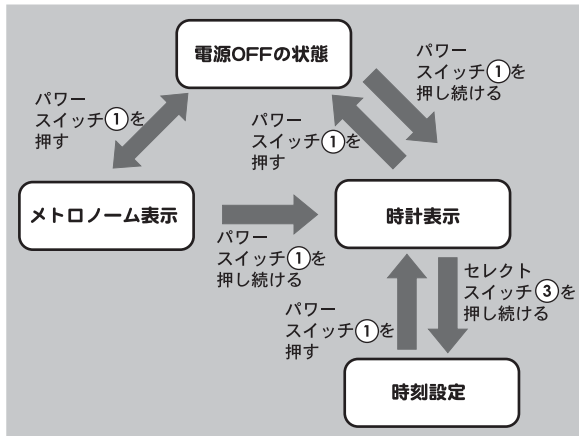 電源OFFの状態
パワー
スイッチ①を
押し続ける
パワー
スイッチ①を
押す
パワー
スイッチ①を
押す
メトロノーム表示
時計表示
パワー
スイッチ①を
押し続ける
セレクト
スイッチ③を
押し続ける
パワー
スイッチ①を
押す
時刻設定